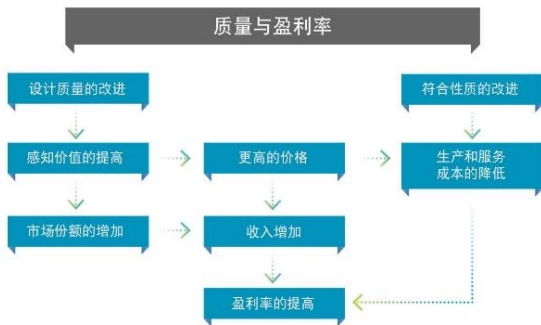 质量与盈利率
设计质量的改进
符合性质的改进
感知价值的提高
更高的价格
生产和服务
成本的降低
市场份额的增加
收入增加
盈利率的提高